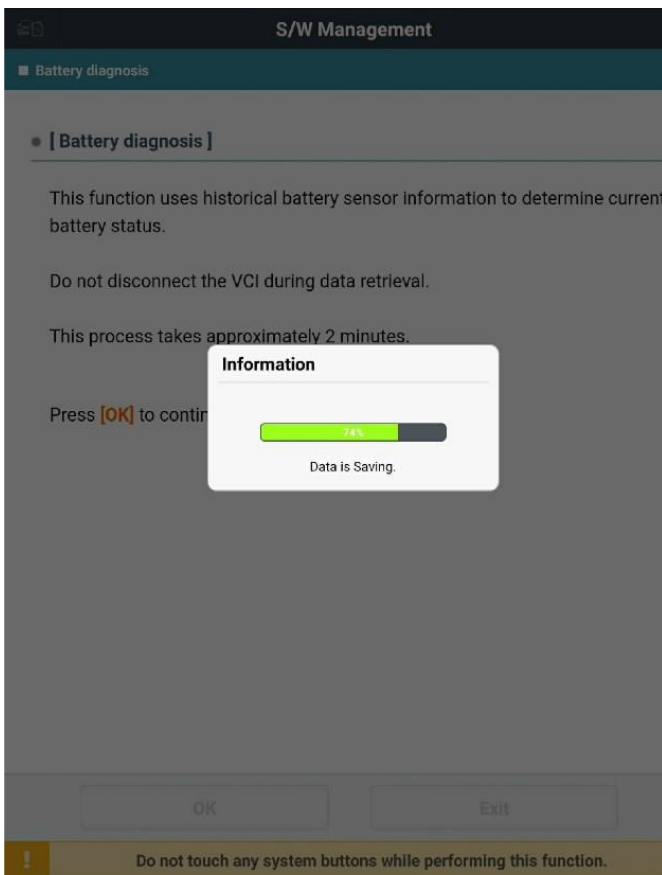 S/W Management
Battery diagnosis
[ Battery diagnosis ]
This function uses historical battery sensor information to determine current
battery status.
Do not disconnect the VCI during data retrieval.
This process takes approximately 2 minutes.
Information
Press [OK] to contin
74%
Data is Saving.
OK
Exit
! Do not touch any system buttons while performing this function.